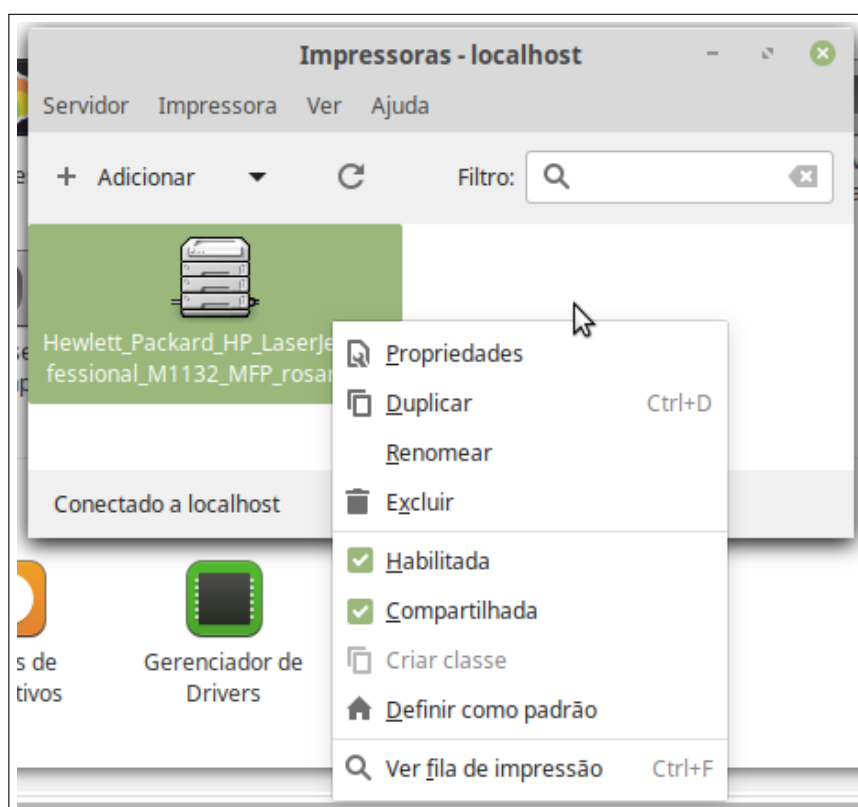 Impressoras - localhost
Servidor Impressora Ver Ajuda
Adicionar Filtro:
Hewlett_Packard_HP_LaserJe
fessional_M1132_MFP_rosar
Propriedades
Duplicar Ctrl+D
Renomear
Excluir
Conectado a localhost
Habilitada
Compartilhada
Criar classe
Definir como padrão
Ver fila de impressão Ctrl+F
s de
tivos
Gerenciador de
Drivers